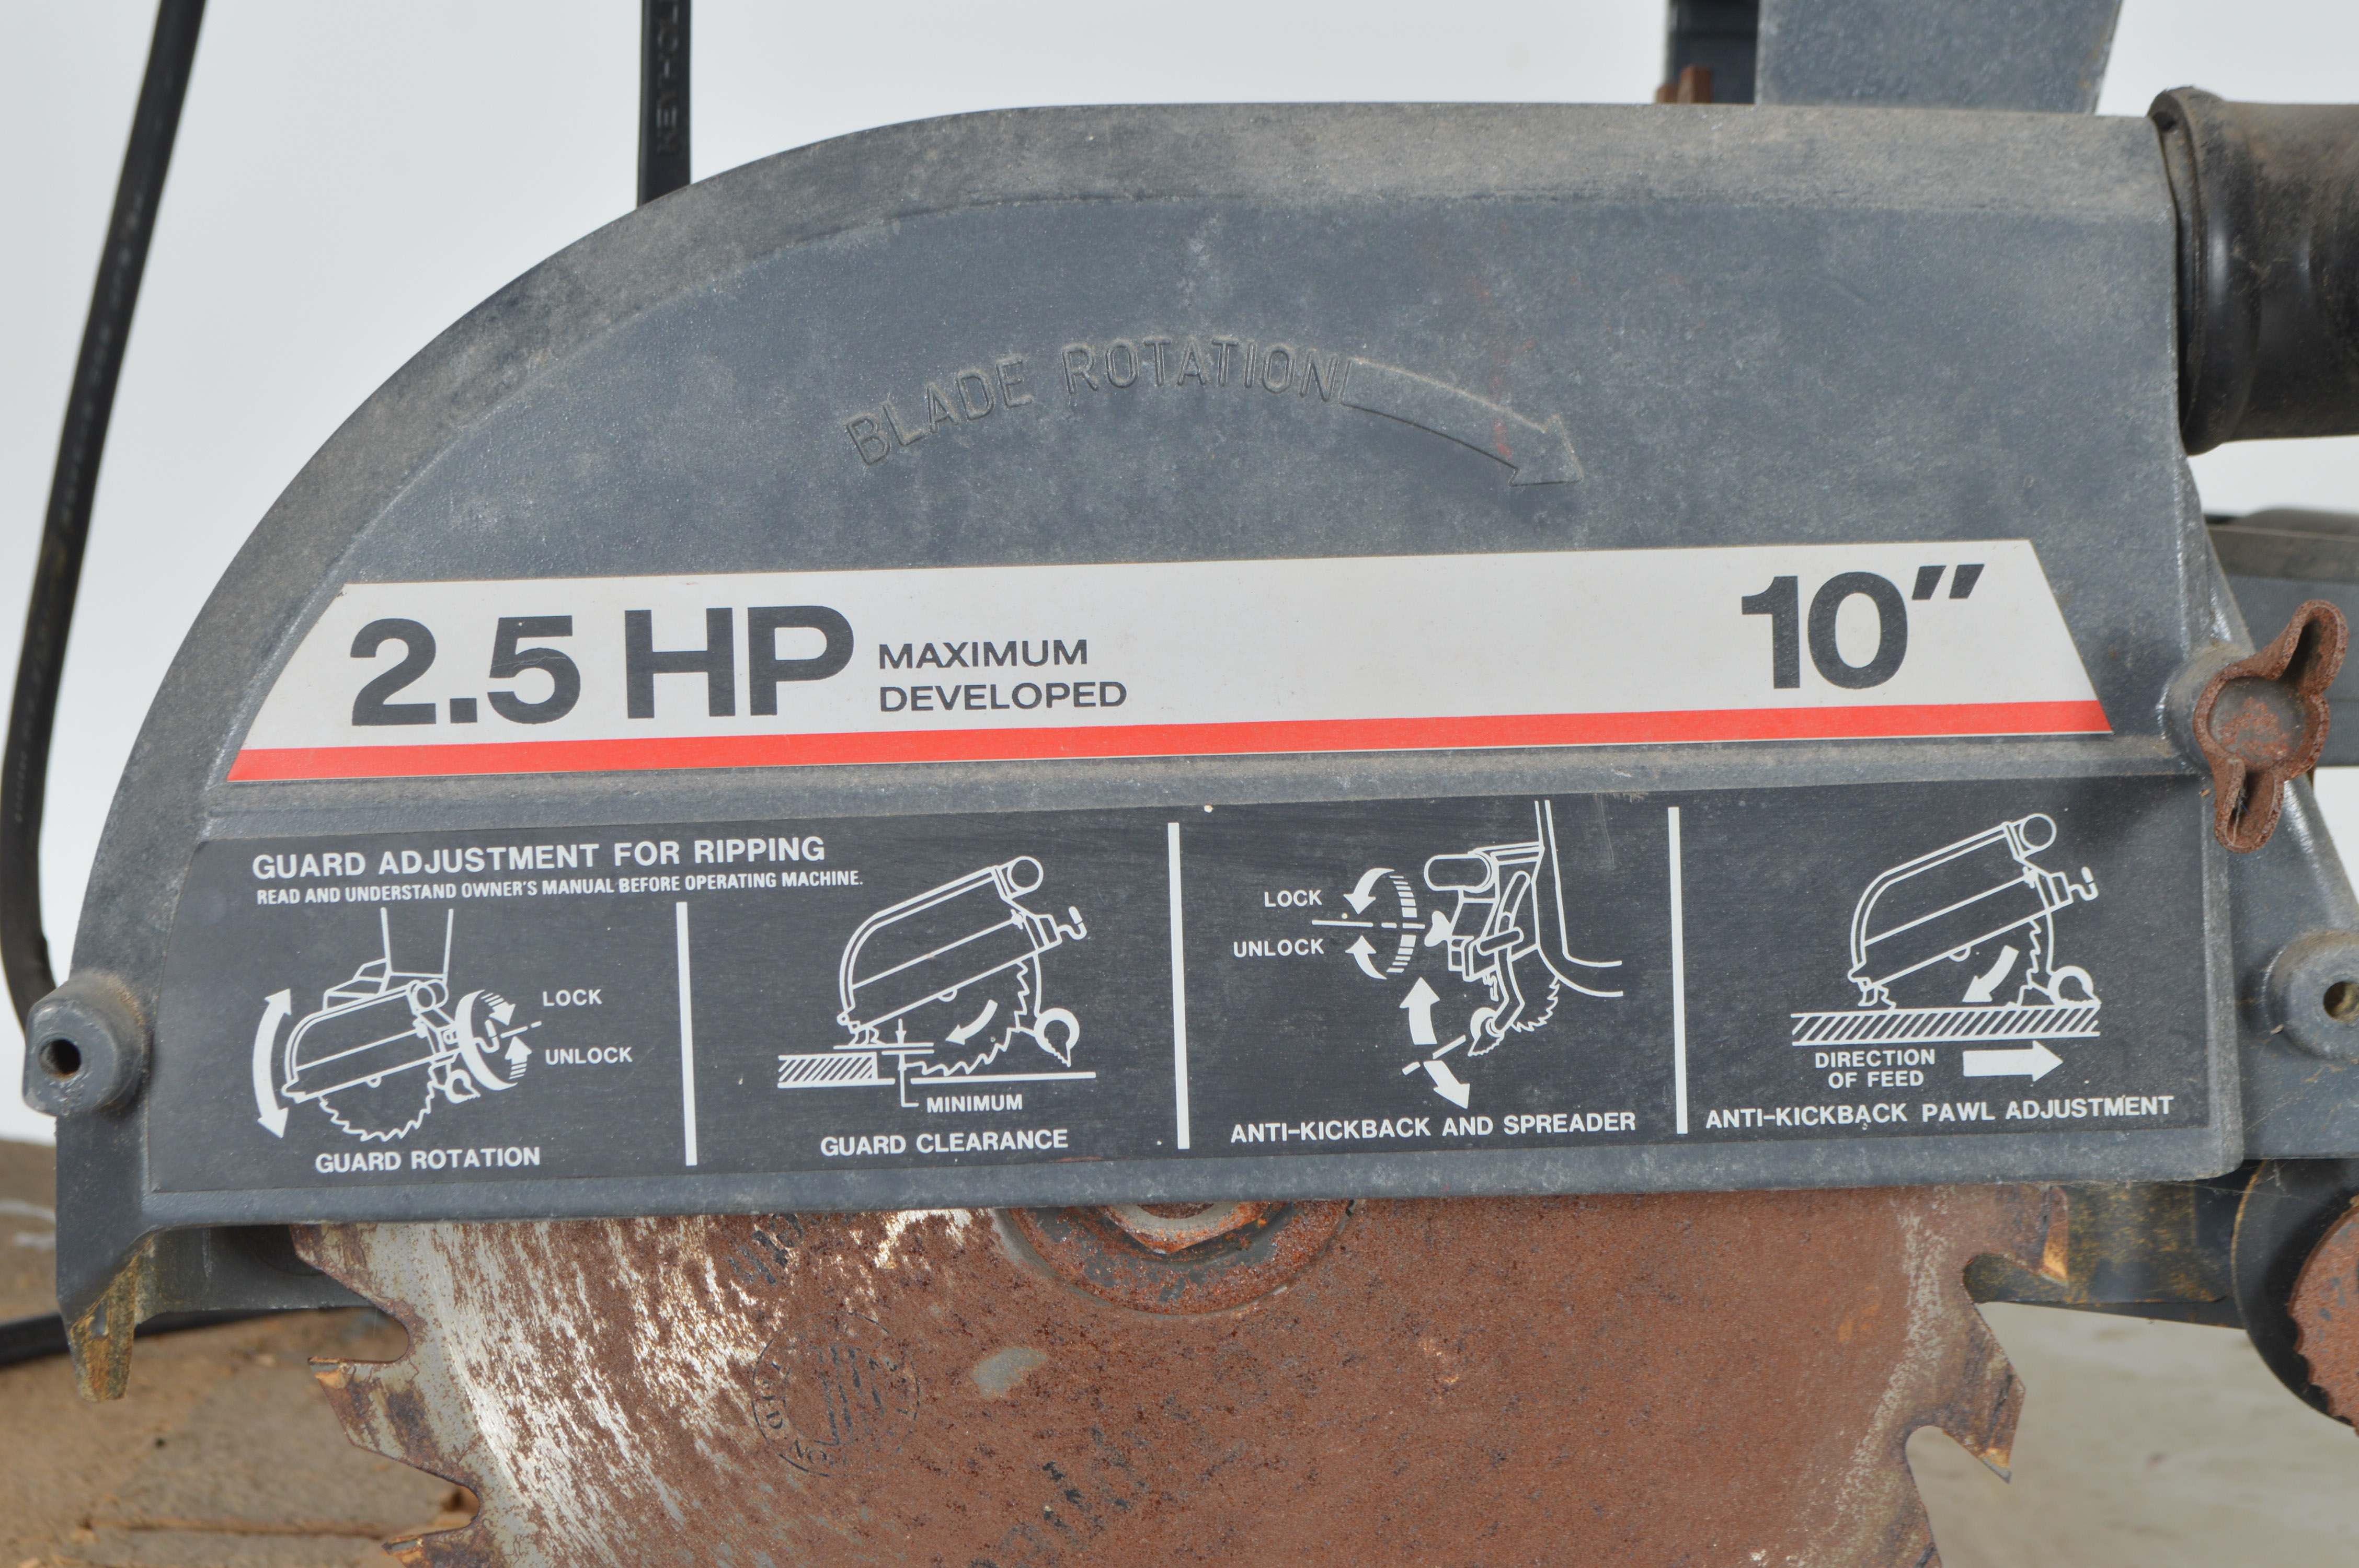 BLADE ROTATION
2.5 HP MAXIMUM
DEVELOPED
10"
GUARD ADJUSTMENT FOR RIPPING
READ AND UNDERSTAND OWNER'S MANUAL BEFORE OPERATING MACHINE.
LOCK
UNLOCK
GUARD ROTATION
MINIMUM
GUARD CLEARANCE
LOCK
UNLOCK
ANTI-KICKBACK AND SPREADER
DIRECTION
OF FEED
ANTI-KICKBACK PAWL ADJUSTMENT